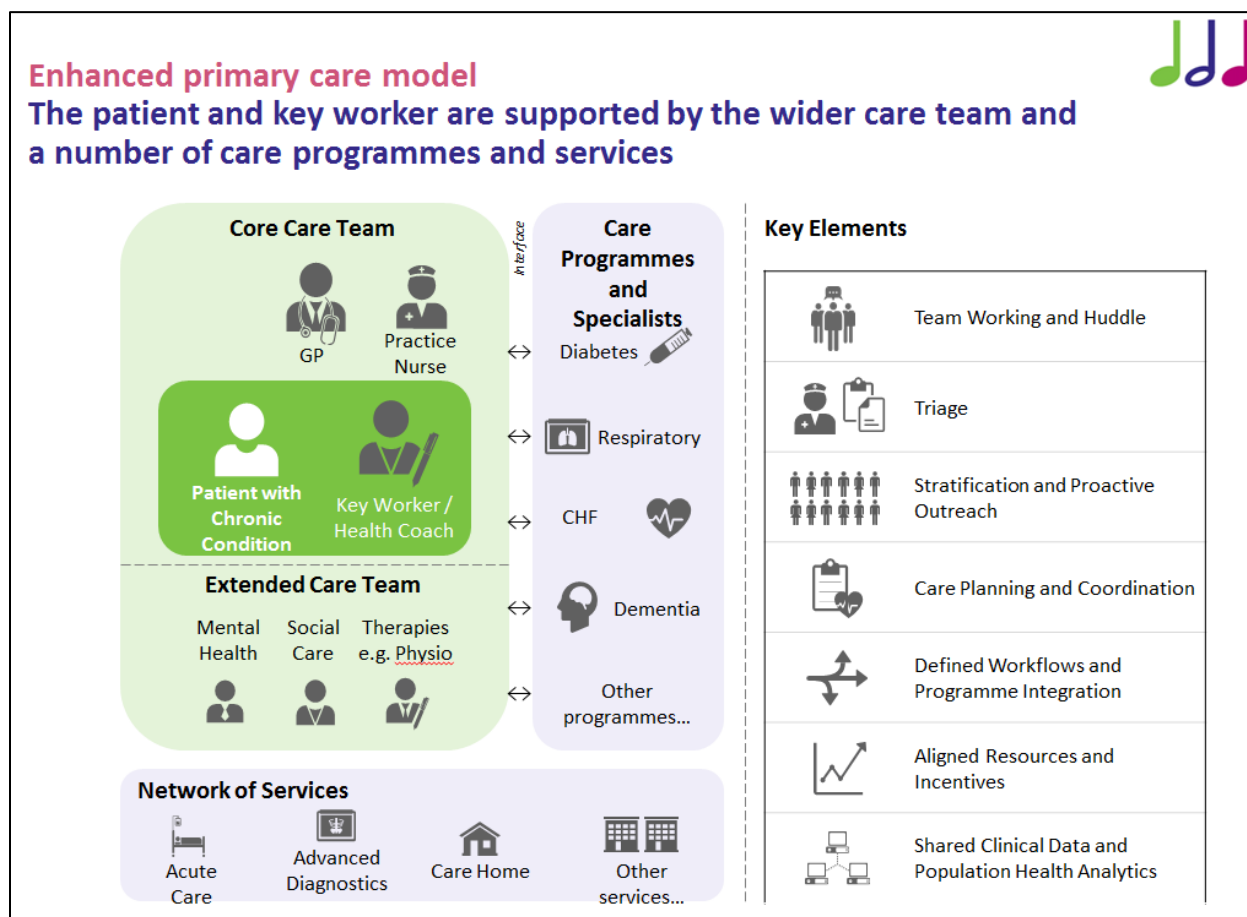 Enhanced primary care model
The patient and key worker are supported by the wider care team and
a number of care programmes and services
Core Care Team
GP
Practice
Nurse
Patient with
Chronic
Condition
Key Worker /
Health Coach
Extended Care Team
Mental
Health
Social
Care
Therapies
e.g. Physio
Interface
Care
Programmes
and
Specialists
Diabetes
Respiratory
CHF
Dementia
Other
programmes...
Network of Services
Acute
Care
Advanced
Diagnostics
Care Home
Other
services...
Key Elements
Team Working and Huddle
Triage
Stratification and Proactive
Outreach
Care Planning and Coordination
Defined Workflows and
Programme Integration
Aligned Resources and
Incentives
Shared Clinical Data and
Population Health Analytics